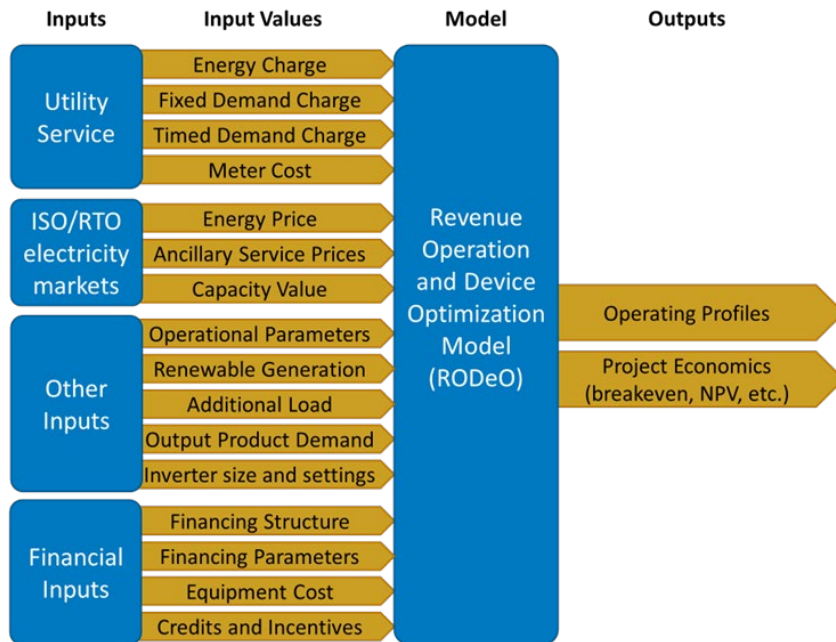 Inputs
Input Values
Model
Outputs
Utility
Service
Energy Charge
Fixed Demand Charge
Timed Demand Charge
Meter Cost
ISO/RTO
electricity
markets
Energy Price
Ancillary Service Prices
Capacity Value
Other
Inputs
Operational Parameters
Renewable Generation
Additional Load
Output Product Demand
Inverter size and settings
Financial
Inputs
Financing Structure
Financing Parameters
Equipment Cost
Credits and Incentives
Revenue
Operation
and Device
Optimization
Model
(RODeO)
Operating Profiles
Project Economics
(breakeven, NPV, etc.)